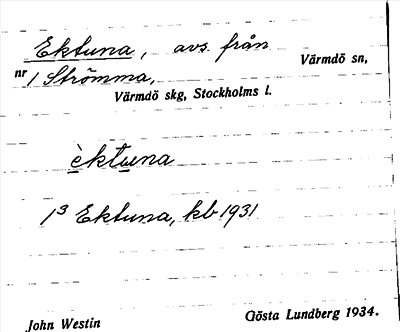 Ektuna, avs. från
Värmdö sn,
nr 1 Strömma,
Värmdö skg, Stockholms l.
èktuna
1³ Ektuna, kb 1931
John Westin
Gösta Lundberg 1934.